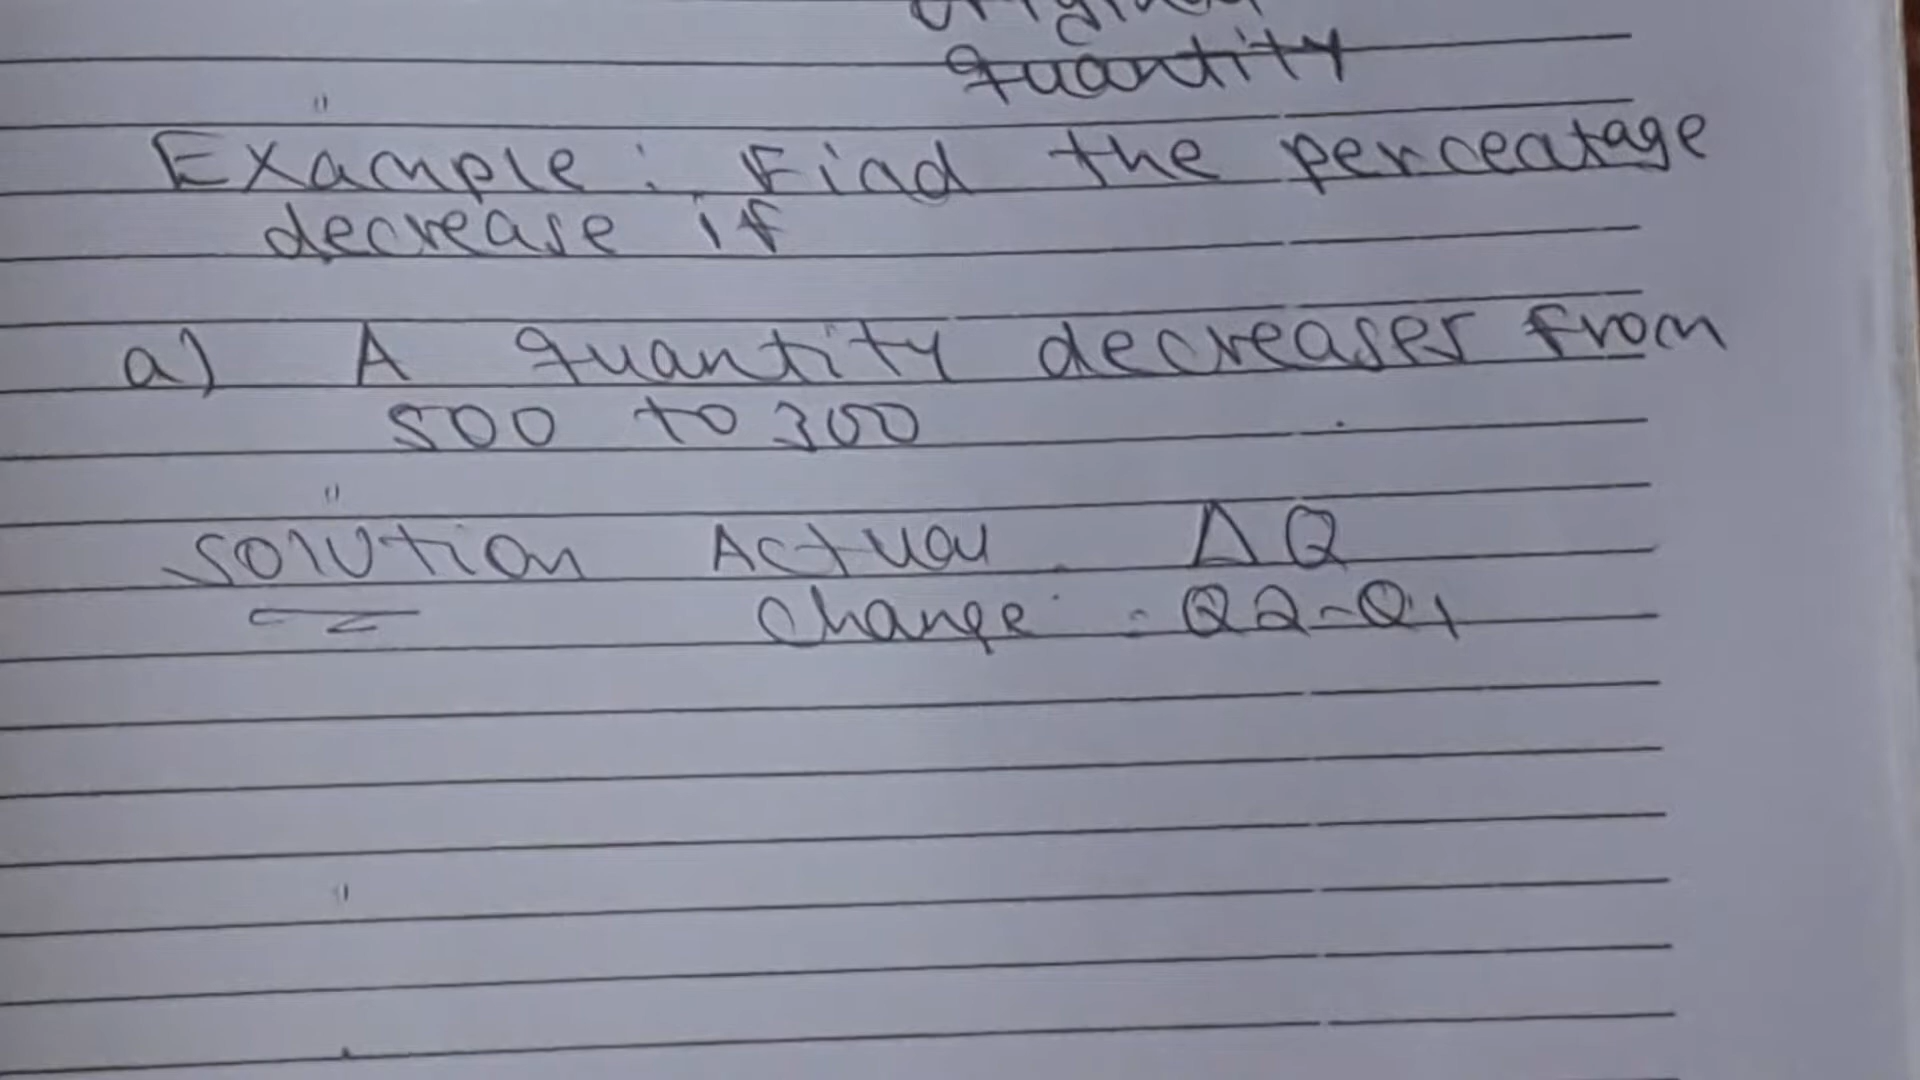 original
quantity
Example: Find the percentage
decrease if
a) A quantity decreases from
500 to 300
Solution Actual ΔQ
change = Q2-Q1